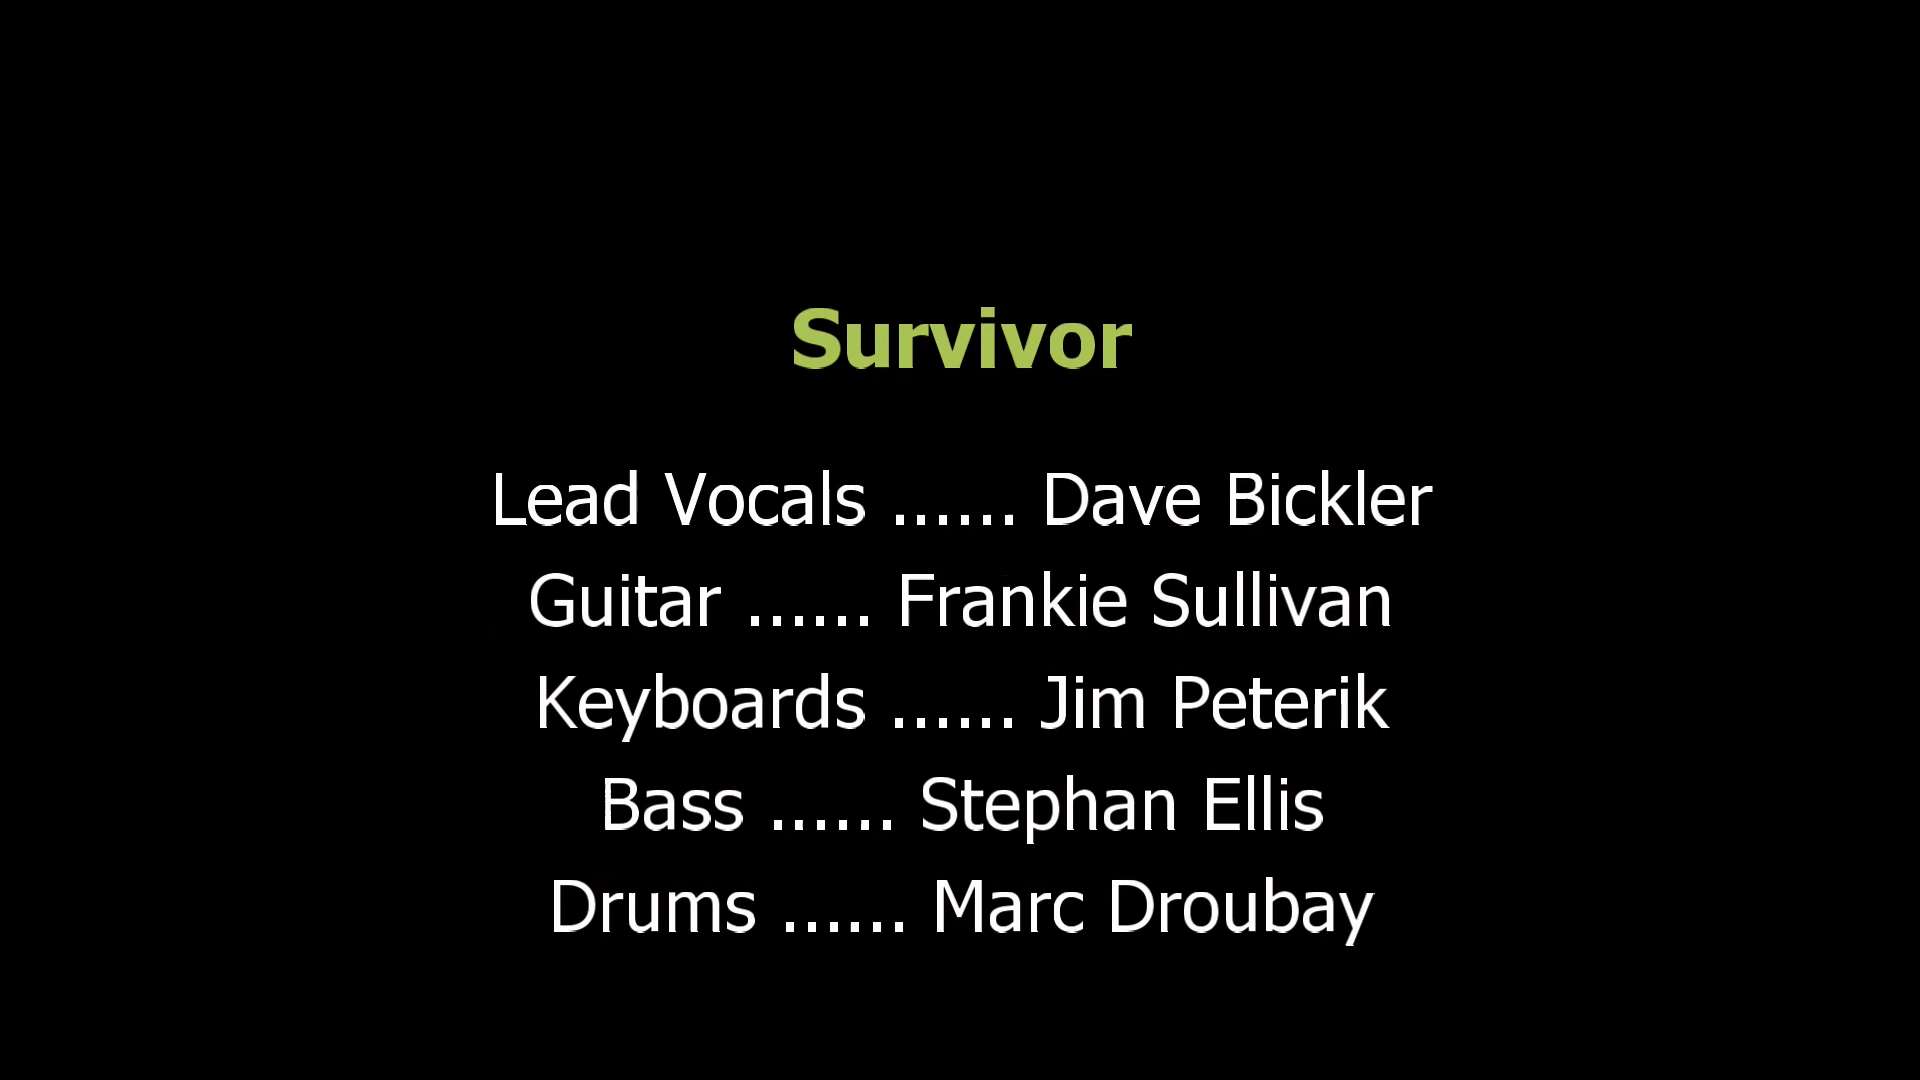 Survivor
Lead Vocals ...... Dave Bickler
Guitar ...... Frankie Sullivan
Keyboards ...... Jim Peterik
Bass ...... Stephan Ellis
Drums ...... Marc Droubay